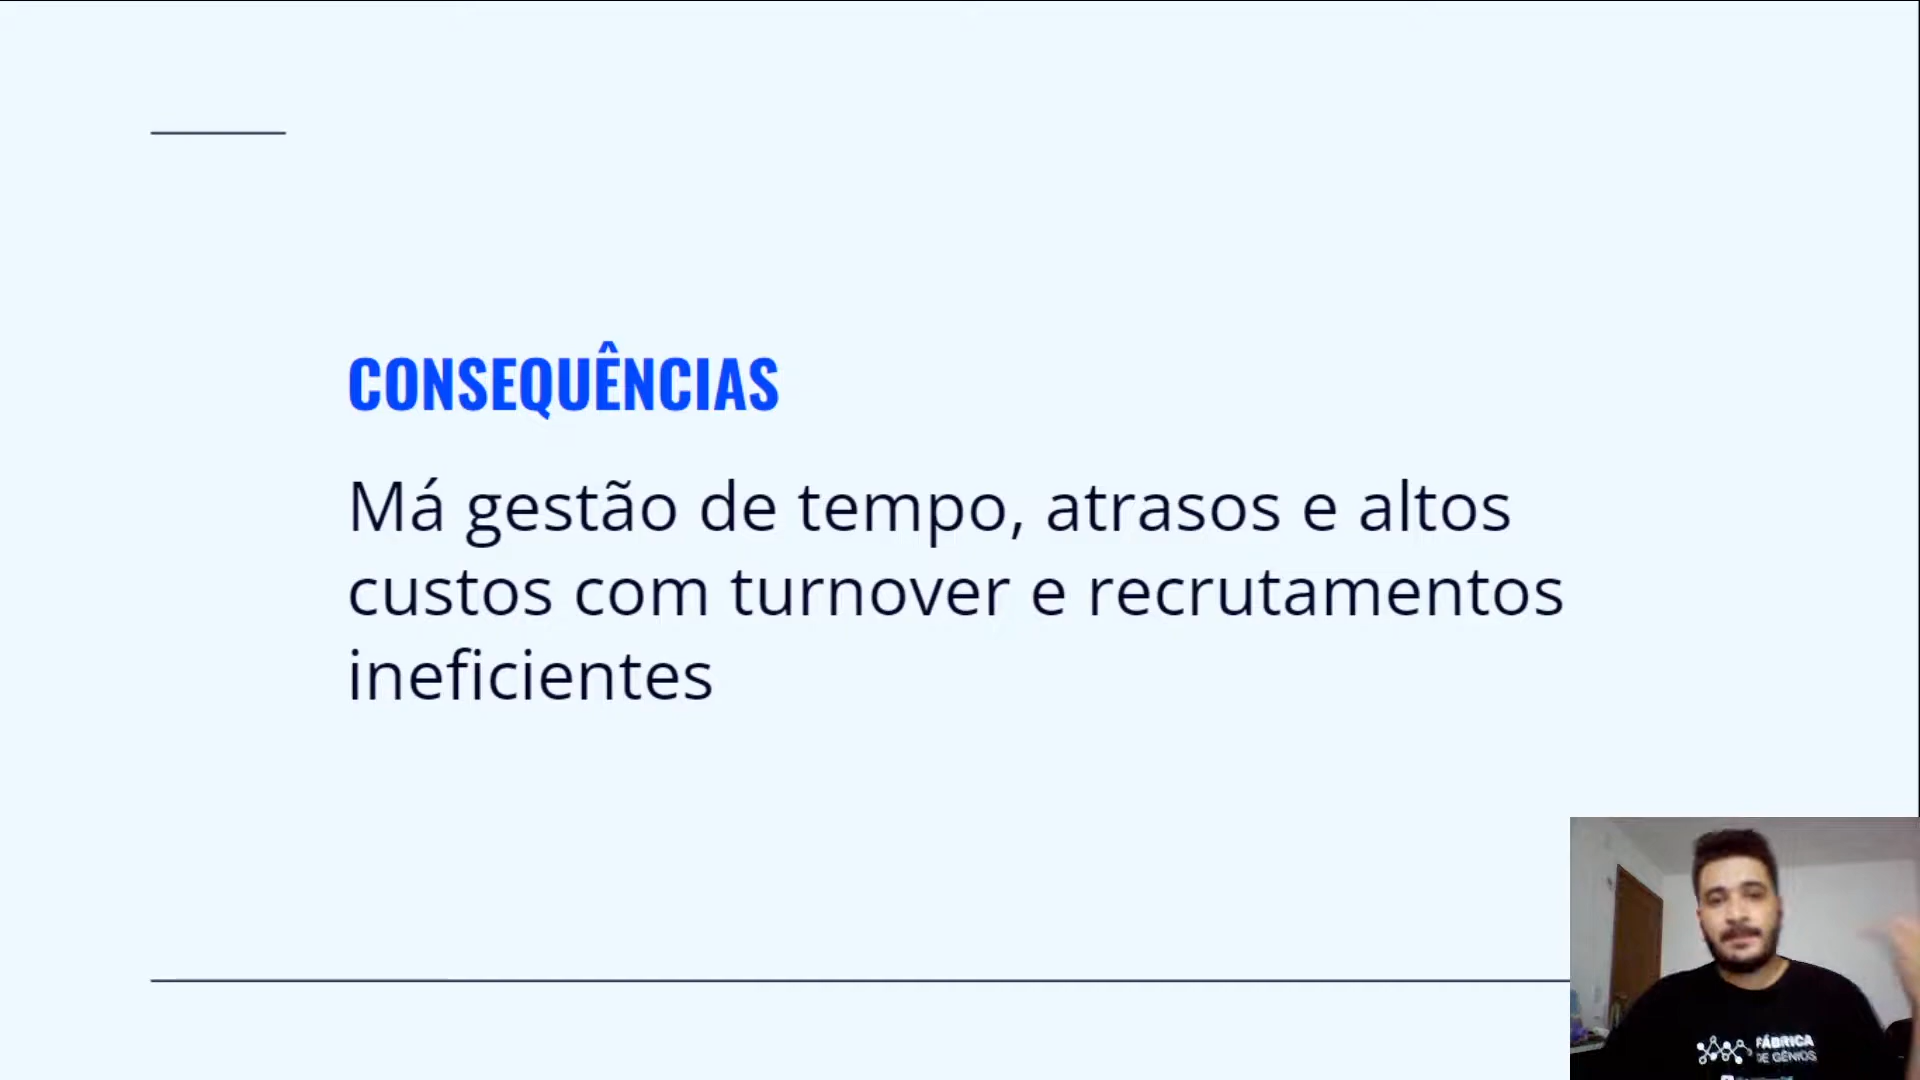 CONSEQUÊNCIAS
Má gestão de tempo, atrasos e altos
custos com turnover e recrutamentos
ineficientes
FÁBRICA
DE GÊNIOS